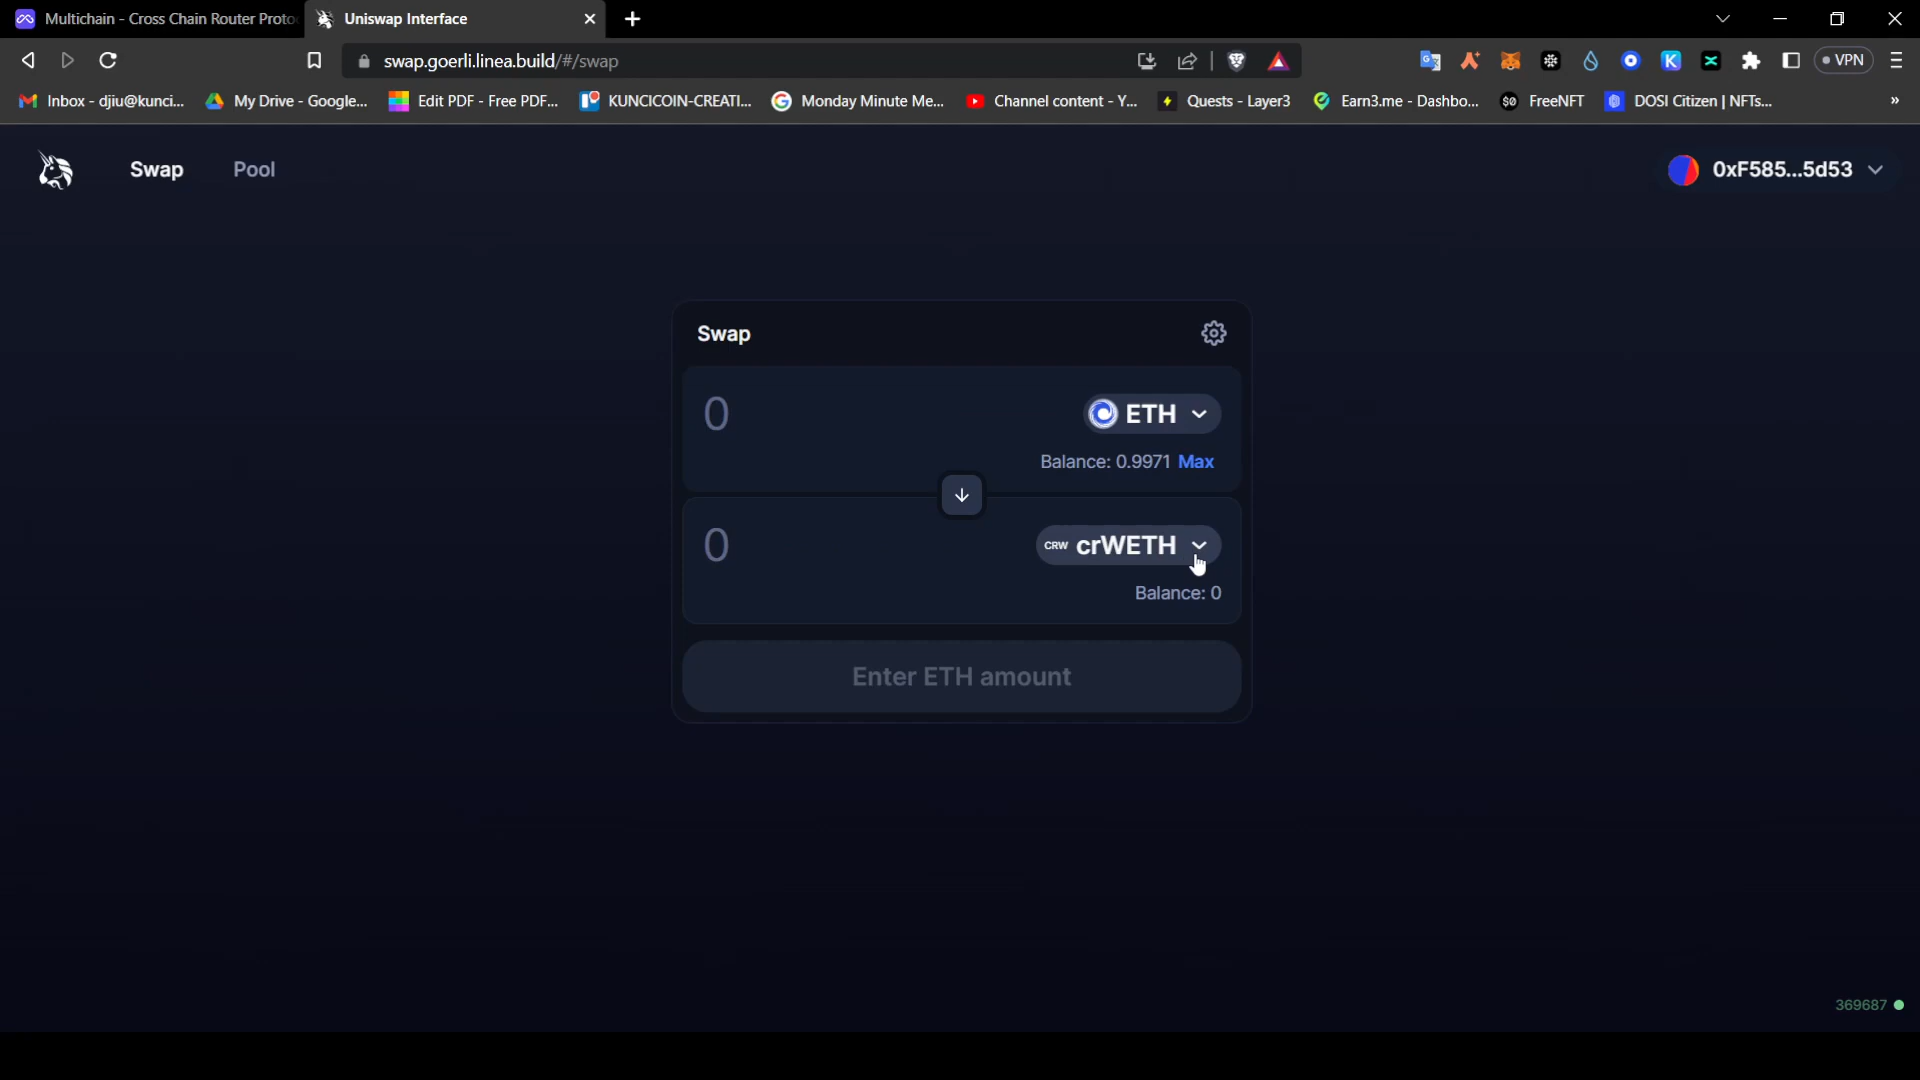 Multichain - Cross Chain Router Proto
Uniswap Interface
swap.goerli.linea.build/#/swap
VPN
Inbox - djiu@kunci...
My Drive - Google...
Edit PDF - Free PDF...
KUNCICOIN-CREATI...
Monday Minute Me...
Channel content - Y...
Quests - Layer3
Earn3.me - Dashbo...
$0 FreeNFT
DOSI Citizen | NFTs...
»
Swap
Pool
0xF585...5d53
Swap
0
ETH
Balance: 0.9971 Max
0
CRW crWETH
Balance: 0
Enter ETH amount
369687